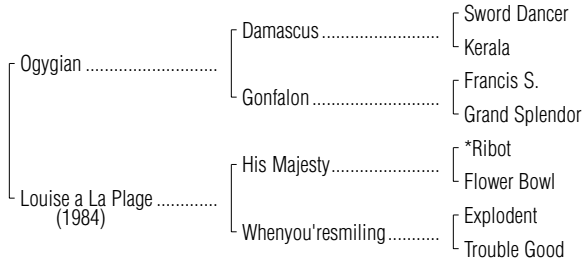 Sword Dancer
Damascus
Kerala
Ogygian
Francis S.
Gonfalon
Grand Splendor
*Ribot
His Majesty
Flower Bowl
Louise a La Plage
(1984)
Explodent
Whenyou'resmiling
Trouble Good